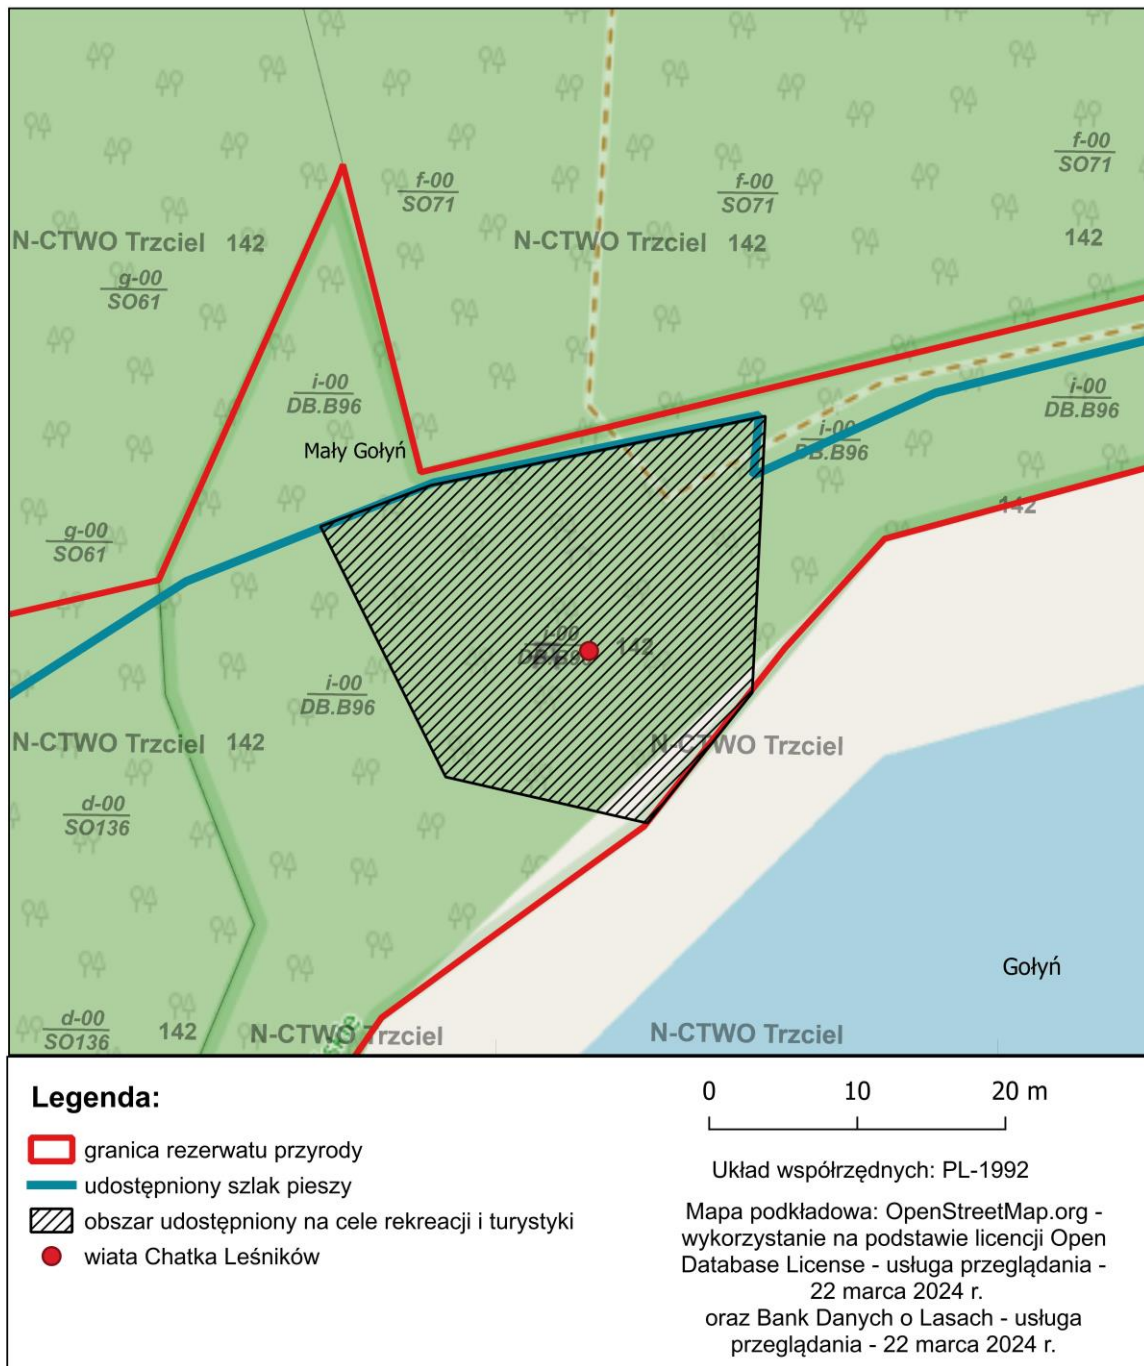 f-00
SO71
f-00
SO71
f-00
SO71
N-CTWO Trzciel 142
N-CTWO Trzciel 142
142
g-00
SO61
i-00
DB.B96
i-00
DB.B96
i-00
DB.B96
Mały Gołyń
142
g-00
SO61
i-00
142
i-00
DB.B96
N-CTWO Trzciel 142
N-CTWO Trzciel
d-00
SO136
Gołyń
d-00
SO136
142
N-CTWO Trzciel
N-CTWO Trzciel
Legenda:
granica rezerwatu przyrody
udostępniony szlak pieszy
obszar udostępniony na cele rekreacji i turystyki
wiata Chatka Leśników
0 10 20 m
Układ współrzędnych: PL-1992
Mapa podkładowa: OpenStreetMap.org -
wykorzystanie na podstawie licencji Open
Database License - usługa przeglądania -
22 marca 2024 r.
oraz Bank Danych o Lasach - usługa
przeglądania - 22 marca 2024 r.